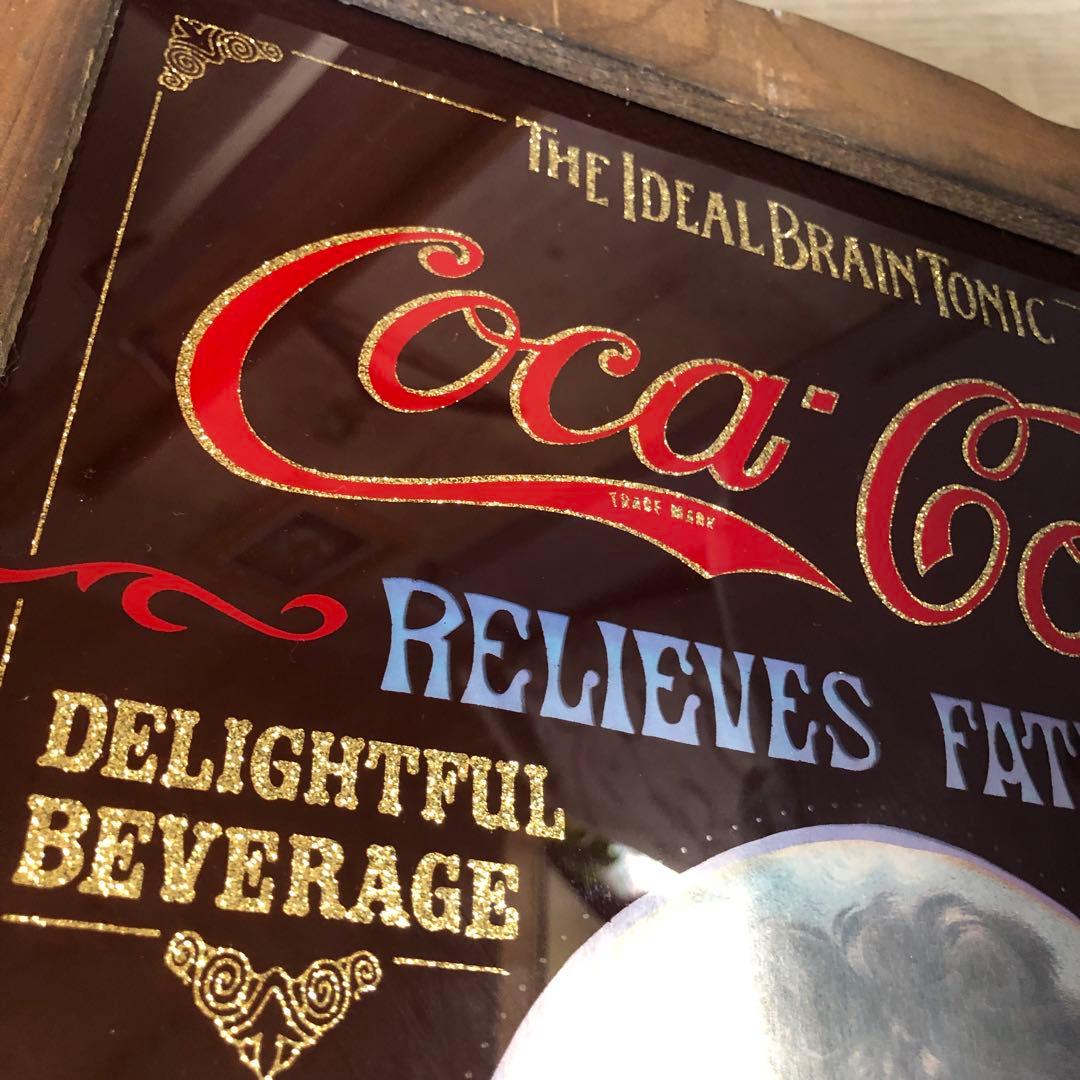 THE IDEAL BRAIN TONIC
Coca-Co
TRADE MARK
RELIEVES FAT
DELIGHTFUL
BEVERAGE